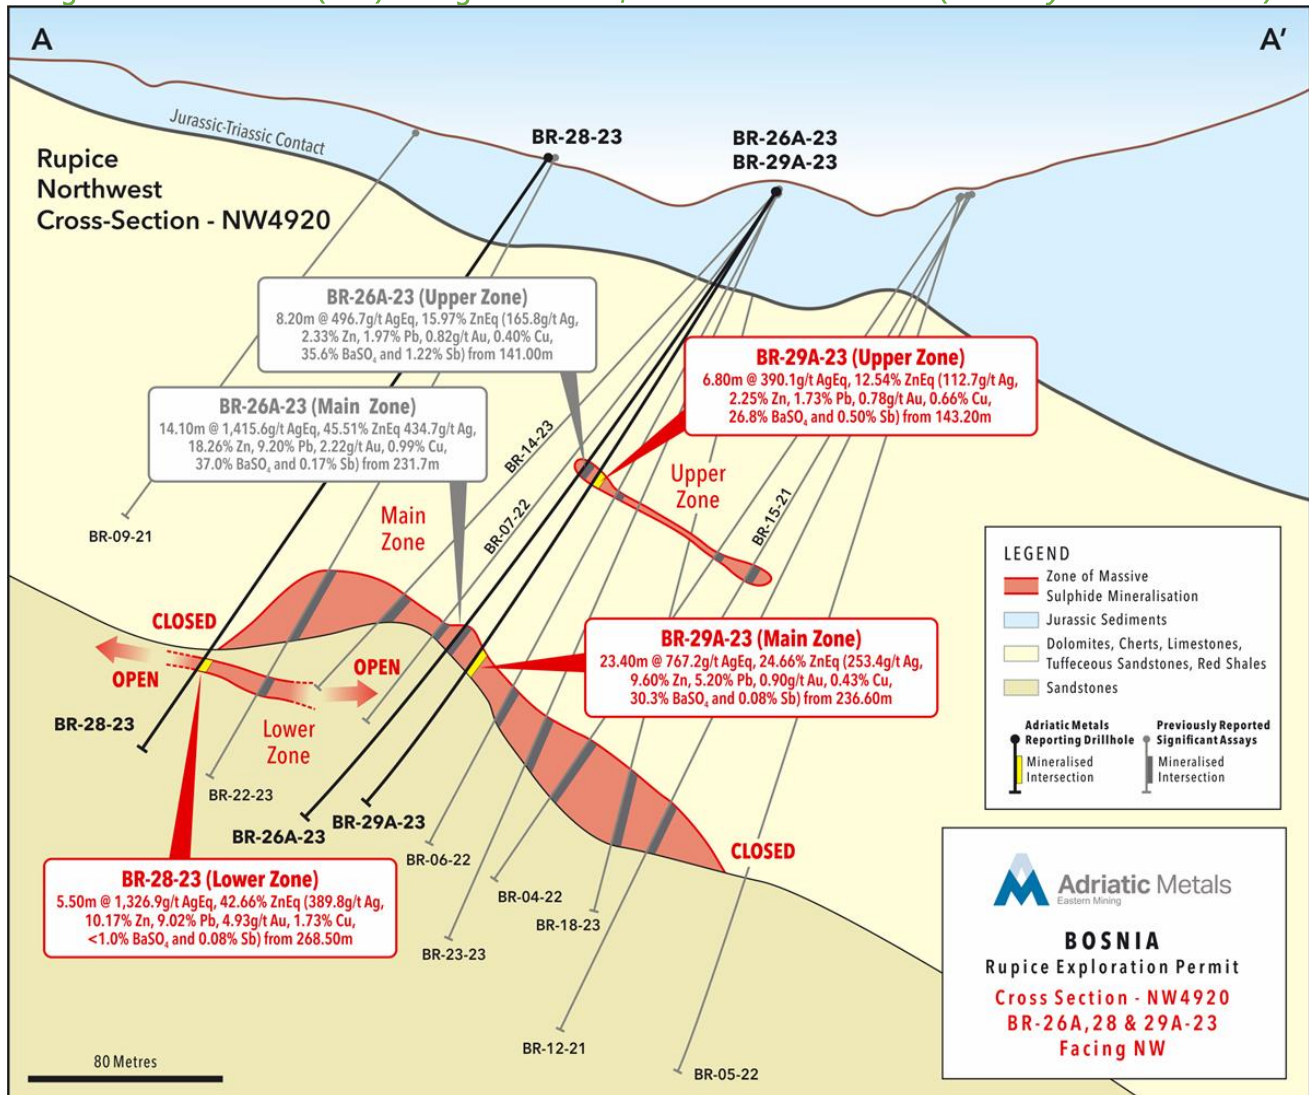 A
A'
Jurassic-Triassic Contact
BR-28-23
BR-26A-23
BR-29A-23
Rupice
Northwest
Cross-Section - NW4920
BR-26A-23 (Upper Zone)
8.20m @ 496.7g/t AgEq, 15.97% ZnEq (165.8g/t Ag,
2.33% Zn, 1.97% Pb, 0.82g/t Au, 0.40% Cu,
35.6% BaSO₄ and 1.22% Sb) from 141.00m
BR-29A-23 (Upper Zone)
6.80m @ 390.1g/t AgEq, 12.54% ZnEq (112.7g/t Ag,
2.25% Zn, 1.73% Pb, 0.78g/t Au, 0.66% Cu,
26.8% BaSO₄ and 0.50% Sb) from 143.20m
BR-26A-23 (Main Zone)
14.10m @ 1,415.6g/t AgEq, 45.51% ZnEq 434.7g/t Ag,
18.26% Zn, 9.20% Pb, 2.22g/t Au, 0.99% Cu,
37.0% BaSO₄ and 0.17% Sb) from 231.7m
BR-14-23
BR-07-22
Upper
Zone
BR-15-21
BR-09-21
Main
Zone
LEGEND
Zone of Massive
Sulphide Mineralisation
Jurassic Sediments
Dolomites, Cherts, Limestones,
Tuffeceous Sandstones, Red Shales
Sandstones
Adriatic Metals
Reporting Drillhole
Mineralised
Intersection
Previously Reported
Significant Assays
Mineralised
Intersection
CLOSED
OPEN
OPEN
BR-29A-23 (Main Zone)
23.40m @ 767.2g/t AgEq, 24.66% ZnEq (253.4g/t Ag,
9.60% Zn, 5.20% Pb, 0.90g/t Au, 0.43% Cu,
30.3% BaSO₄ and 0.08% Sb) from 236.60m
BR-28-23
Lower
Zone
BR-22-23
BR-26A-23
BR-29A-23
BR-06-22
CLOSED
BR-28-23 (Lower Zone)
5.50m @ 1,326.9g/t AgEq, 42.66% ZnEq (389.8g/t Ag,
10.17% Zn, 9.02% Pb, 4.93g/t Au, 1.73% Cu,
<1.0% BaSO₄ and 0.08% Sb) from 268.50m
BR-04-22
BR-18-23
BR-23-23
BR-12-21
BR-05-22
80 Metres
Adriatic Metals
Eastern Mining
BOSNIA
Rupice Exploration Permit
Cross Section - NW4920
BR-26A,28 & 29A-23
Facing NW